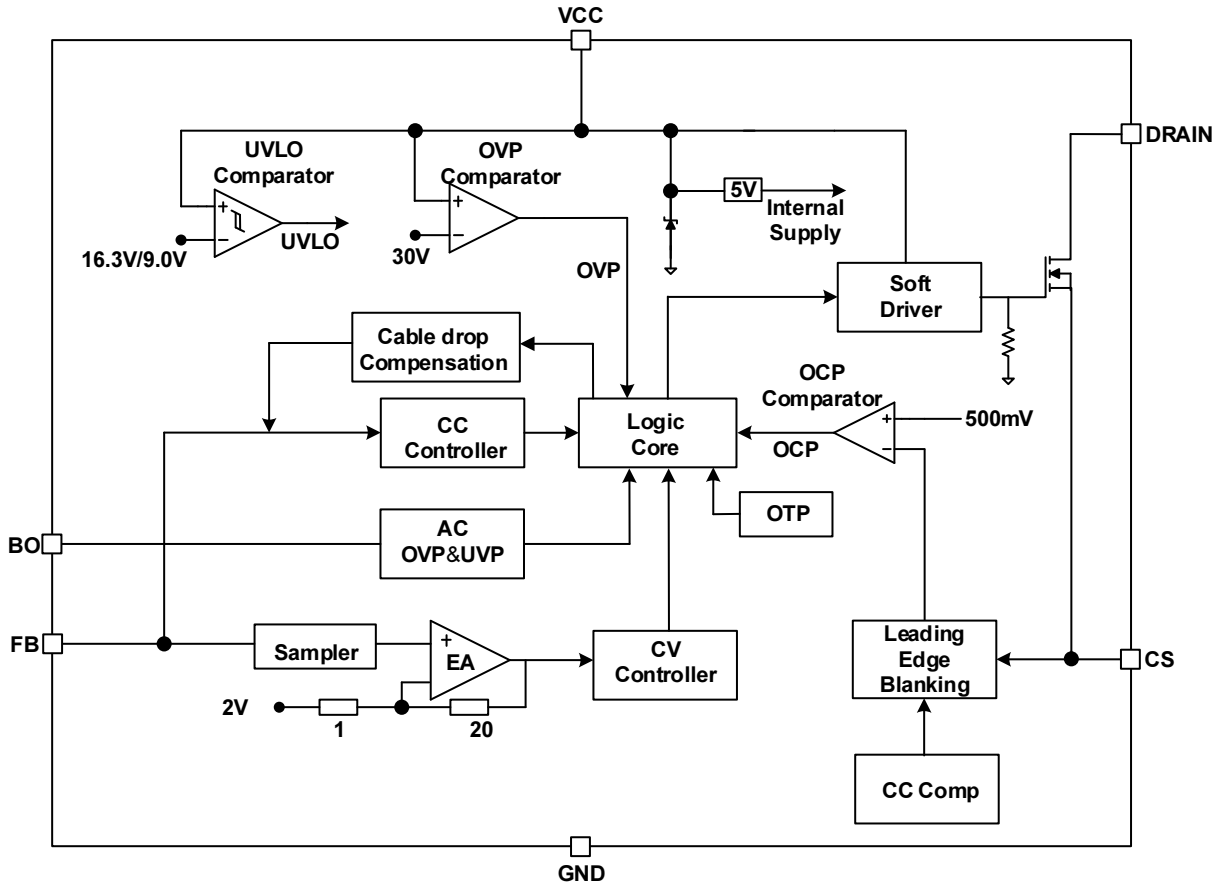 VCC
DRAIN
UVLO
Comparator
OVP
Comparator
+
−
UVLO
16.3V/9.0V
+
−
30V
OVP
5V
Internal
Supply
Soft
Driver
Cable drop
Compensation
OCP
Comparator
+
−
500mV
OCP
CC
Controller
Logic
Core
OTP
BO
AC
OVP&UVP
FB
Sampler
+
−
EA
CV
Controller
Leading
Edge
Blanking
CS
2V
1
20
CC Comp
GND